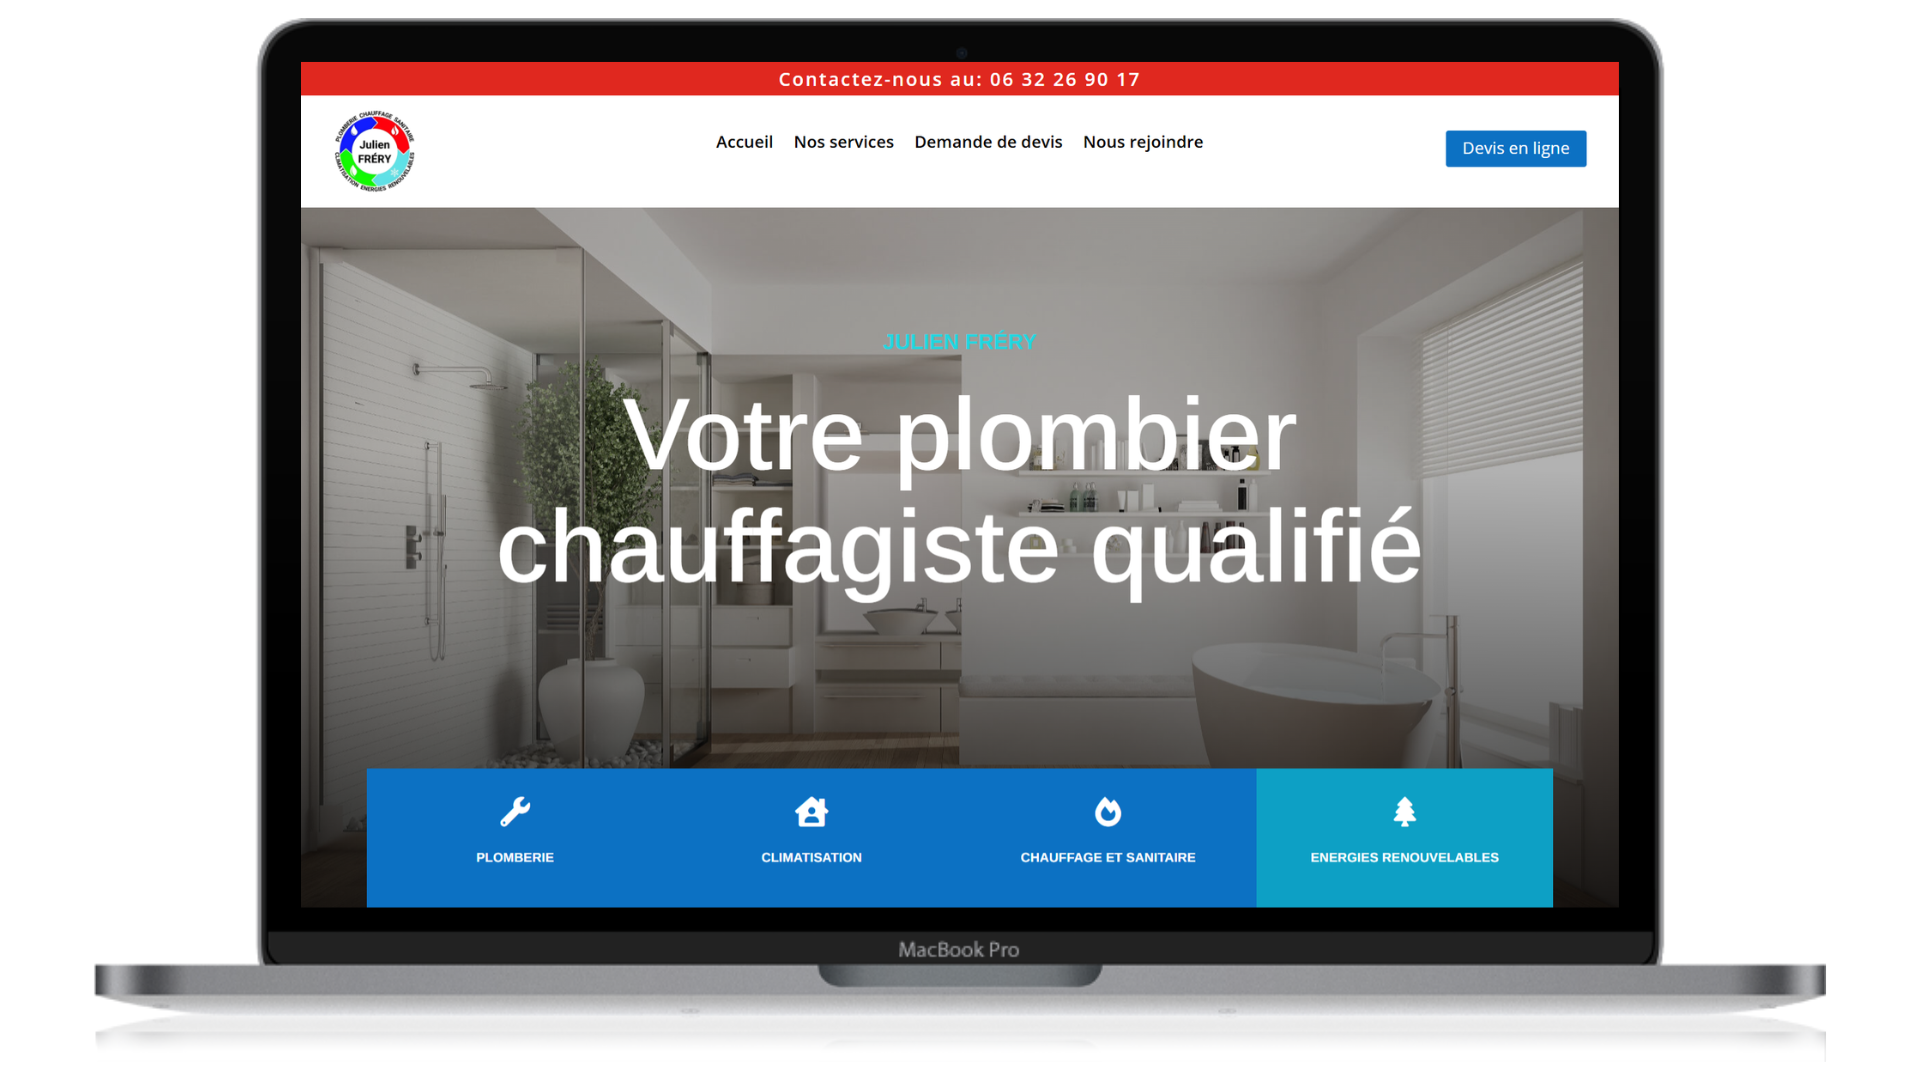 Contactez-nous au: 06 32 26 90 17
PLOMBERIE CHAUFFAGE SANITAIRE
Julien
FRÉRY
CLIMATISATION ENERGIES RENOUVELABLES
Accueil Nos services Demande de devis Nous rejoindre
Devis en ligne
JULIEN FRÉRY
Votre plombier
chauffagiste qualifié
PLOMBERIE CLIMATISATION CHAUFFAGE ET SANITAIRE ENERGIES RENOUVELABLES
MacBook Pro